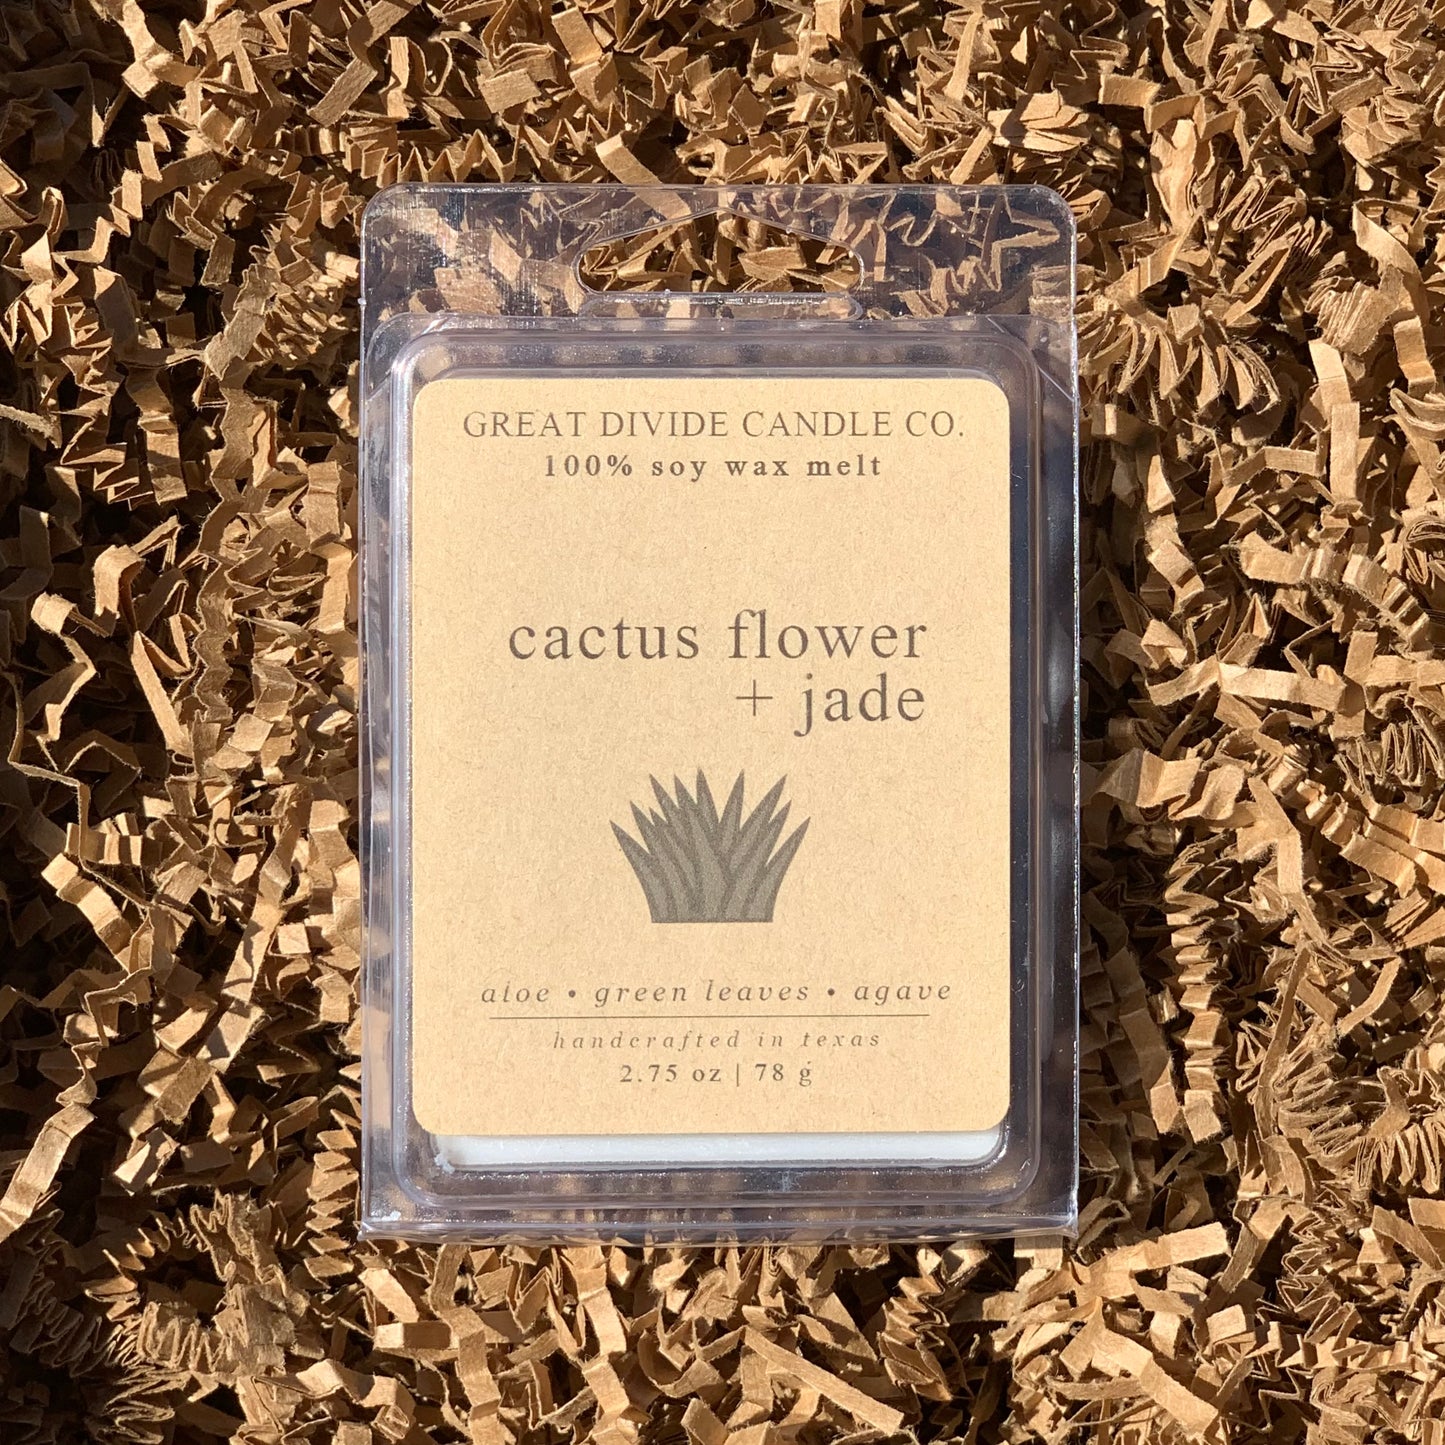 GREAT DIVIDE CANDLE CO.
100% soy wax melt
cactus flower
+ jade
aloe • green leaves • agave
handcrafted in texas
2.75 oz | 78 g